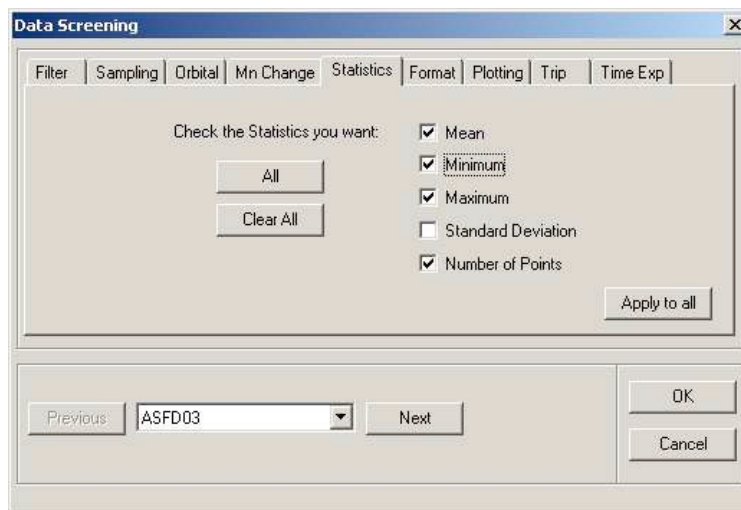 Data Screening
Filter Sampling Orbital Mn Change Statistics Format Plotting Trip Time Exp
Check the Statistics you want:
All
Clear All
Mean
Minimum
Maximum
Standard Deviation
Number of Points
Apply to all
Previous ASFD03 Next
OK
Cancel